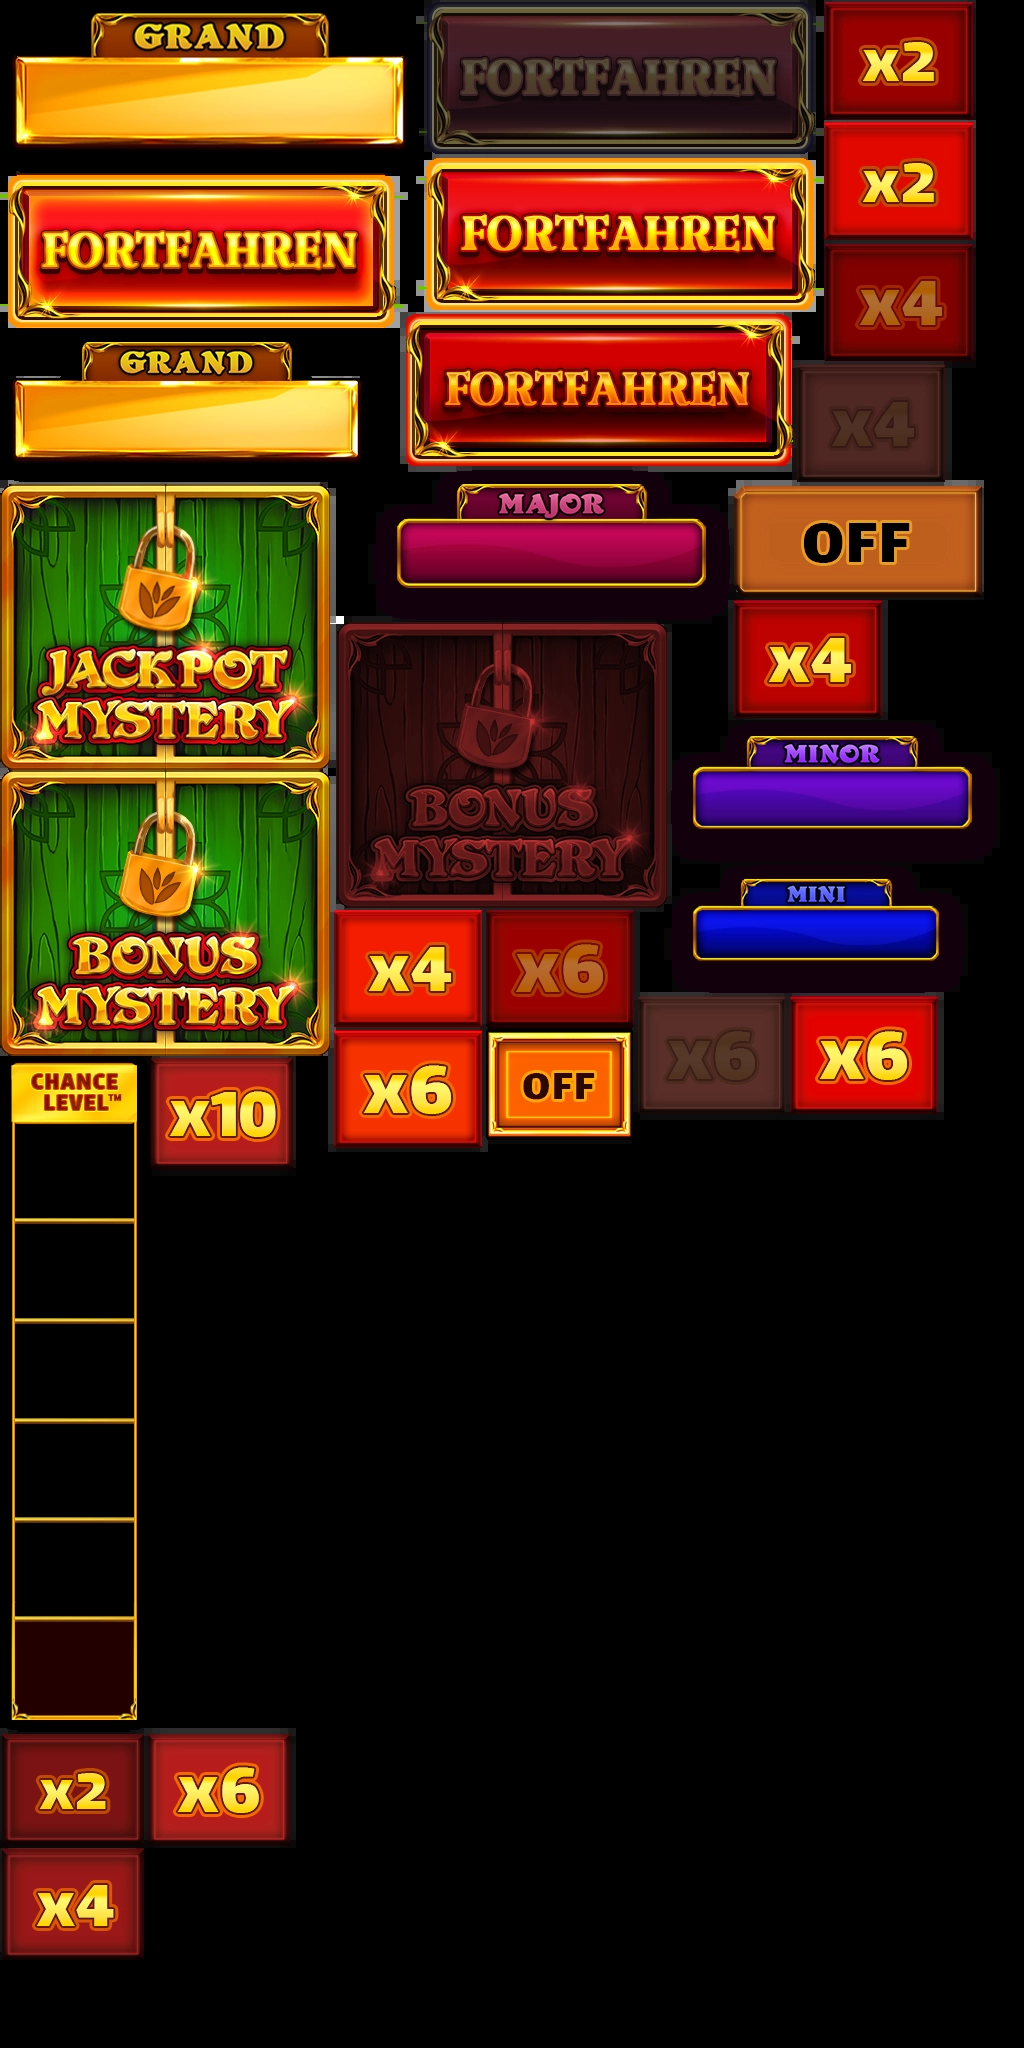 GRAND
FORTFAHREN
x2
x2
FORTFAHREN
FORTFAHREN
x4
GRAND
FORTFAHREN
x4
MAJOR
OFF
JACKPOT
MYSTERY
x4
BONUS
MYSTERY
MINOR
MINI
BONUS
MYSTERY
x4
x6
x6
x6
CHANCE
LEVEL™
x10
x6
OFF
x2
x6
x4